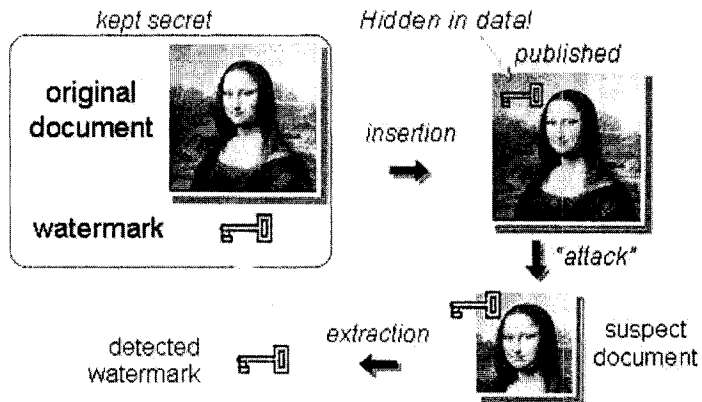 kept secret
Hidden in data!
published
original
document
insertion
watermark
"attack"
suspect
document
extraction
detected
watermark